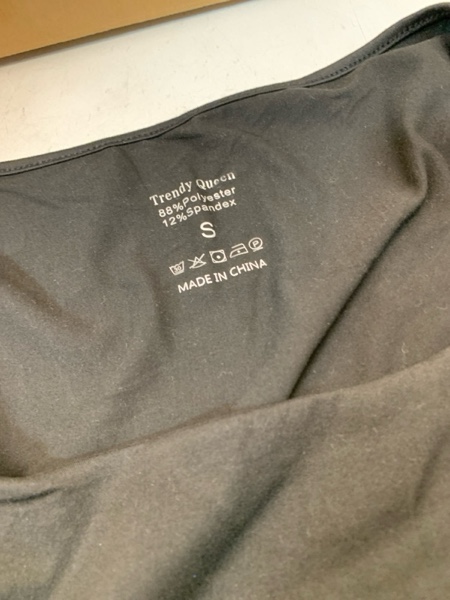 Trendy Queen
88%Polyester
12%Spandex
S
MADE IN CHINA